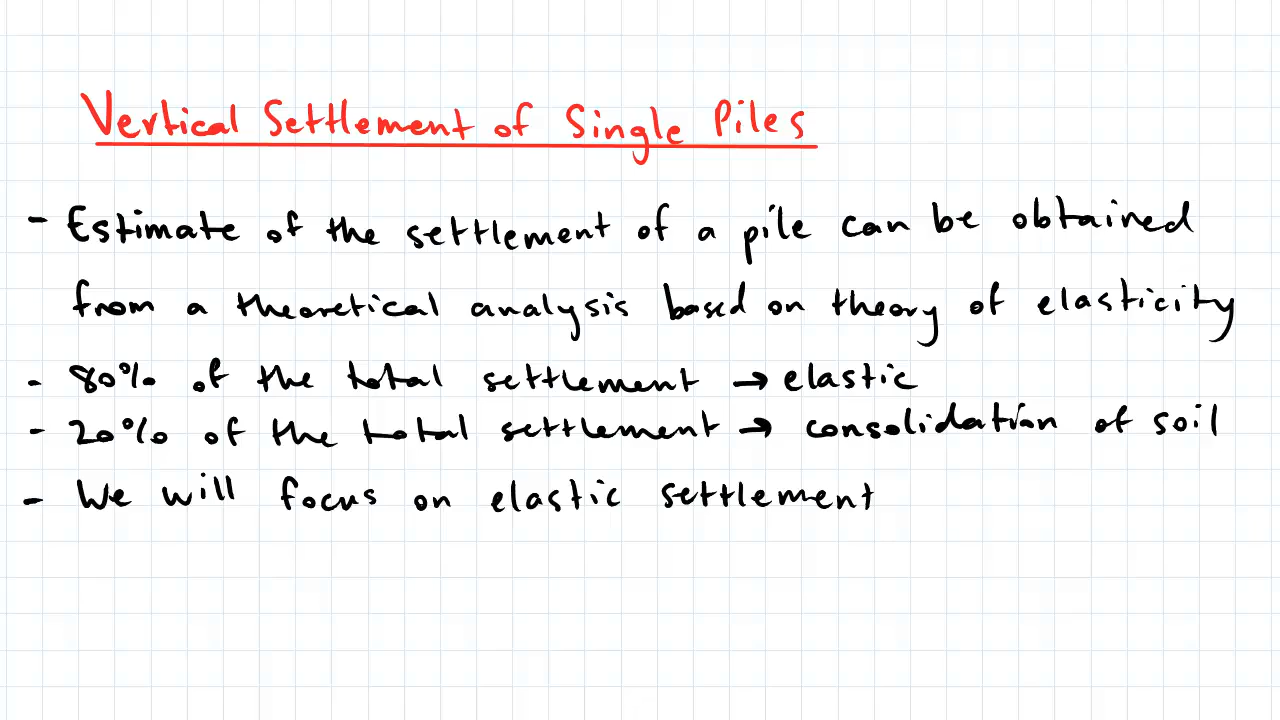 Vertical Settlement of Single Piles
- Estimate of the settlement of a pile can be obtained
from a theoretical analysis based on theory of elasticity
- 80% of the total settlement → elastic
- 20% of the total settlement → consolidation of soil
- We will focus on elastic settlement